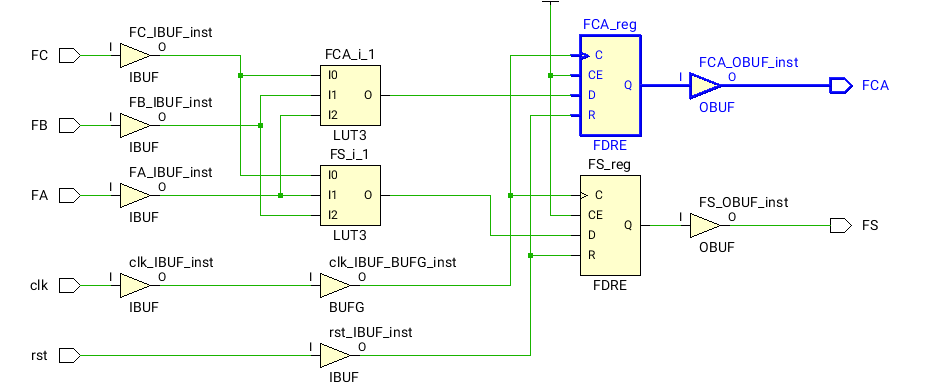 FC
I
FC_IBUF_inst
O
IBUF
FB
I
FB_IBUF_inst
O
IBUF
FA
I
FA_IBUF_inst
O
IBUF
clk
I
clk_IBUF_inst
O
IBUF
rst
FCA_i_1
I0
I1
I2
O
LUT3
FS_i_1
I0
I1
I2
O
LUT3
I
clk_IBUF_BUFG_inst
O
BUFG
I
rst_IBUF_inst
O
IBUF
FCA_reg
C
CE
D
R
Q
FDRE
FS_reg
C
CE
D
R
Q
FDRE
I
FCA_OBUF_inst
O
OBUF
FCA
I
FS_OBUF_inst
O
OBUF
FS